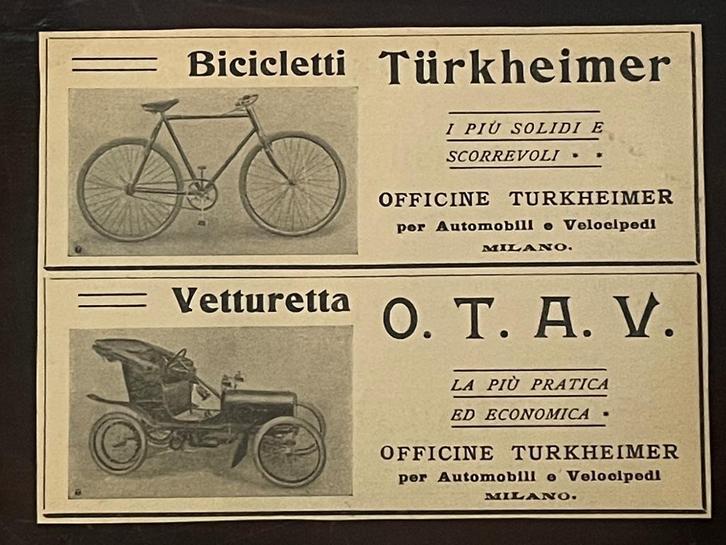 Bicicletti Türkheimer
I PIÙ SOLIDI E
SCORREVOLI • •
OFFICINE TURKHEIMER
per Automobili e Velocipedi
MILANO.
Vetturetta O. T. A. V.
LA PIÙ PRATICA
ED ECONOMICA •
OFFICINE TURKHEIMER
per Automobili e Velocipedi
MILANO.